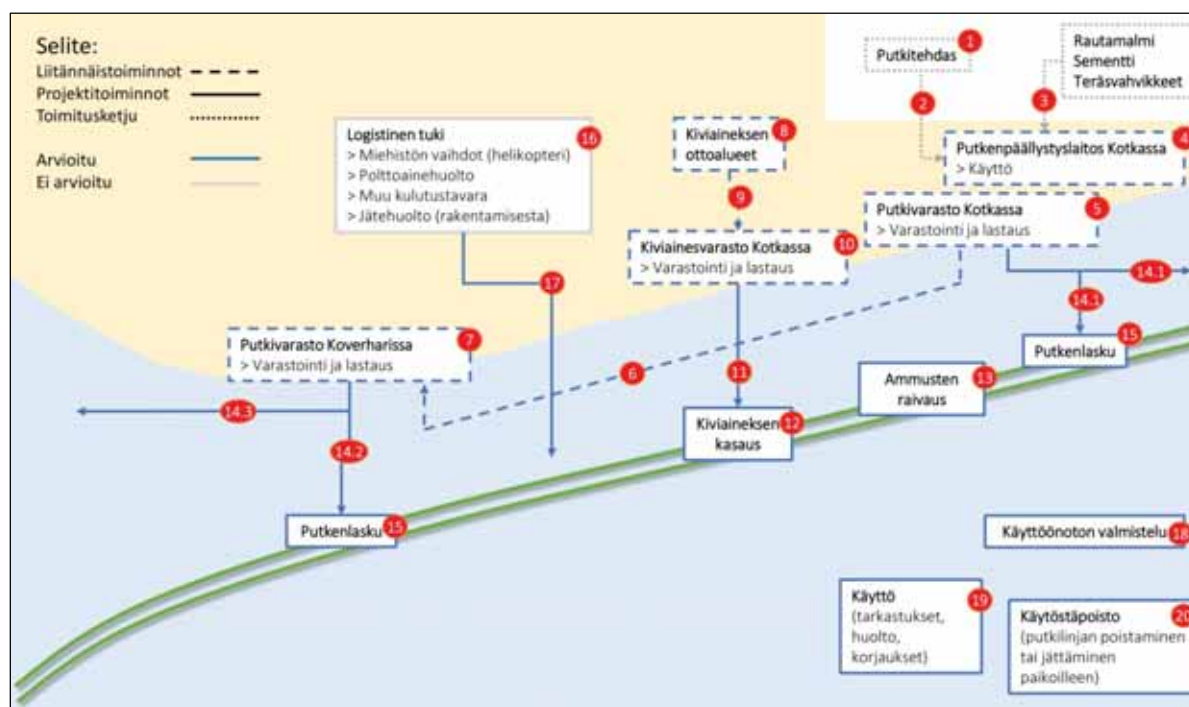 Selite:
Liitännäistoiminnot
Projektitoiminnot
Toimitusketju
Arvioitu
Ei arvioitu
Putkitehdas
1
2
Rautamalmi
Sementti
Teräsvahvikkeet
3
Putkenpäällystyslaitos Kotkassa
> Käyttö
4
Putkivarasto Kotkassa
> Varastointi ja lastaus
5
Logistinen tuki
> Miehistön vaihdot (helikopteri)
> Polttoainehuolto
> Muu kulutustavara
> Jätehuolto (rakentamisesta)
16
17
Kiviaineksen
ottoalueet
8
9
Kiviainesvarasto Kotkassa
> Varastointi ja lastaus
10
11
14.1
14.1
Putkivarasto Koverharissa
> Varastointi ja lastaus
7
6
Putkenlasku
15
Ammusten
raivaus
13
Kiviaineksen
kasaus
12
14.3
14.2
Putkenlasku
15
Käyttöönoton valmistelu
18
Käyttö
(tarkastukset,
huolto,
korjaukset)
19
Käytöstäpoisto
(putkilinjan poistaminen
tai jättäminen
paikoilleen)
20